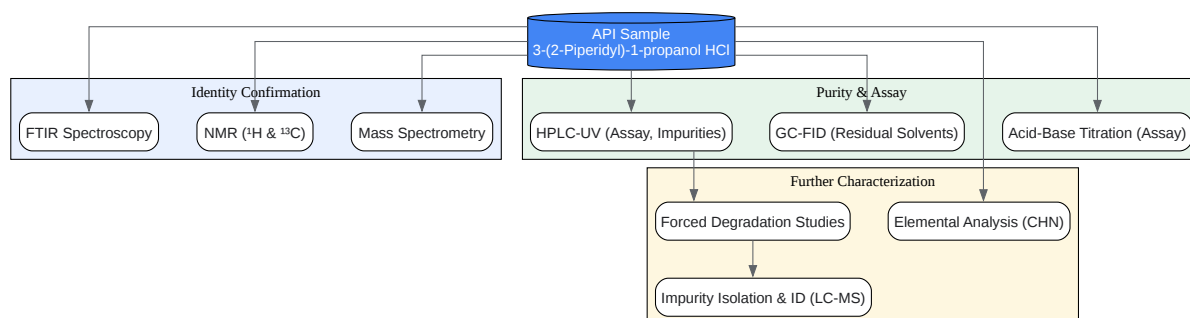 API Sample
3-(2-Piperidyl)-1-propanol HCl
Identity Confirmation
FTIR Spectroscopy
NMR (¹H & ¹³C)
Mass Spectrometry
Purity & Assay
HPLC-UV (Assay, Impurities)
GC-FID (Residual Solvents)
Acid-Base Titration (Assay)
Further Characterization
Forced Degradation Studies
Elemental Analysis (CHN)
Impurity Isolation & ID (LC-MS)